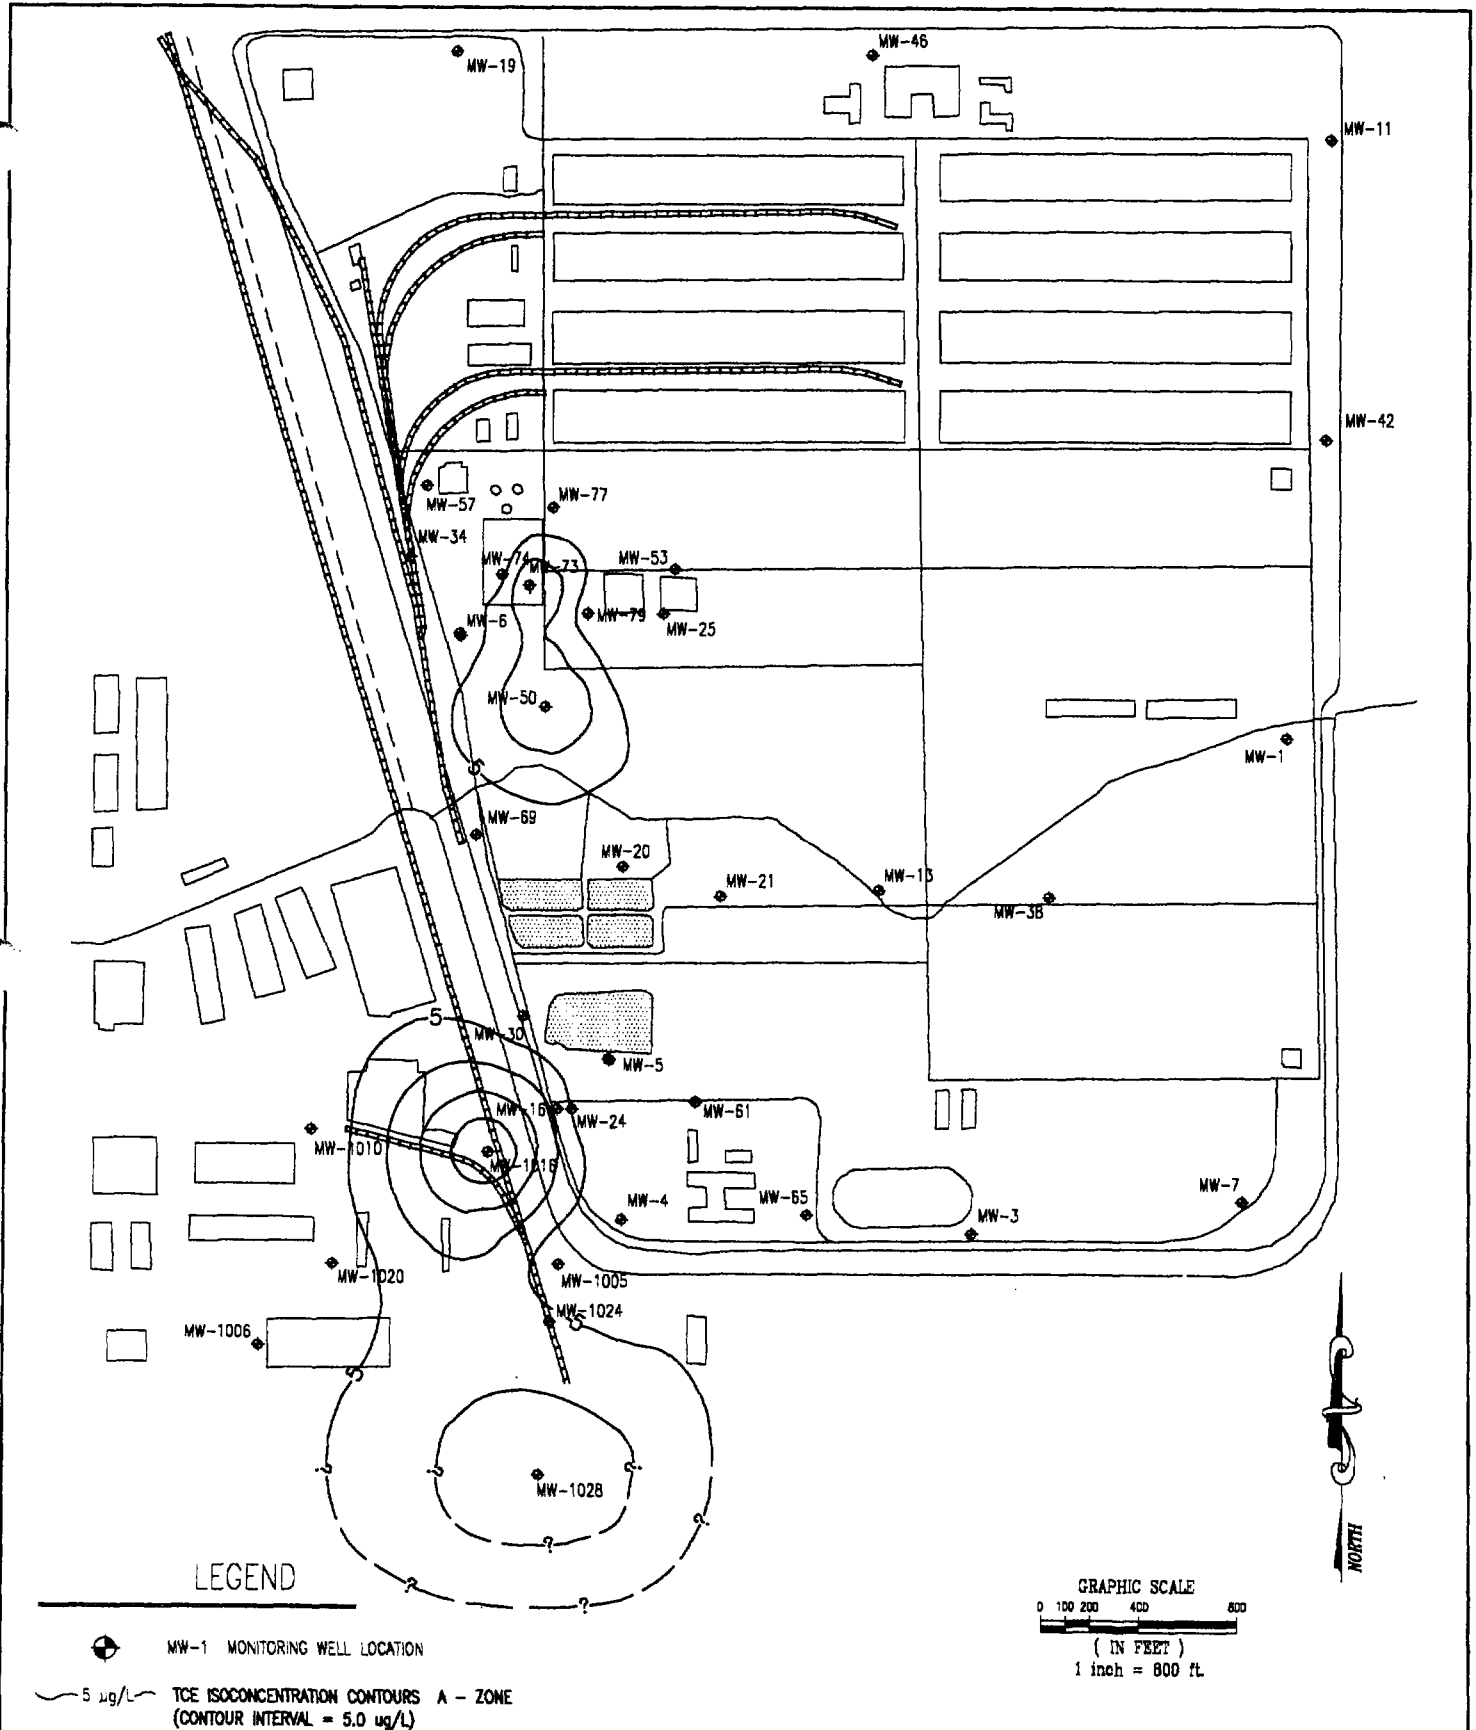 MW-46
MW-19
MW-11
MW-42
MW-57
MW-77
MW-34
MW-74
MW-73
MW-53
MW-6
MW-79
MW-25
MW-50
MW-1
5
MW-69
MW-20
MW-21
MW-13
MW-38
5
MW-30
MW-5
MW-16
MW-24
MW-61
MW-1010
MW-1016
MW-4
MW-65
MW-7
MW-3
MW-1020
MW-1005
MW-1024
5
MW-1006
5
?
?
?
MW-1028
?
?
?
?
NORTH
LEGEND
MW-1 MONITORING WELL LOCATION
5 µg/L TCE ISOCONCENTRATION CONTOURS A - ZONE
(CONTOUR INTERVAL = 5.0 ug/L)
GRAPHIC SCALE
0 100 200 400 800
( IN FEET )
1 inch = 800 ft.